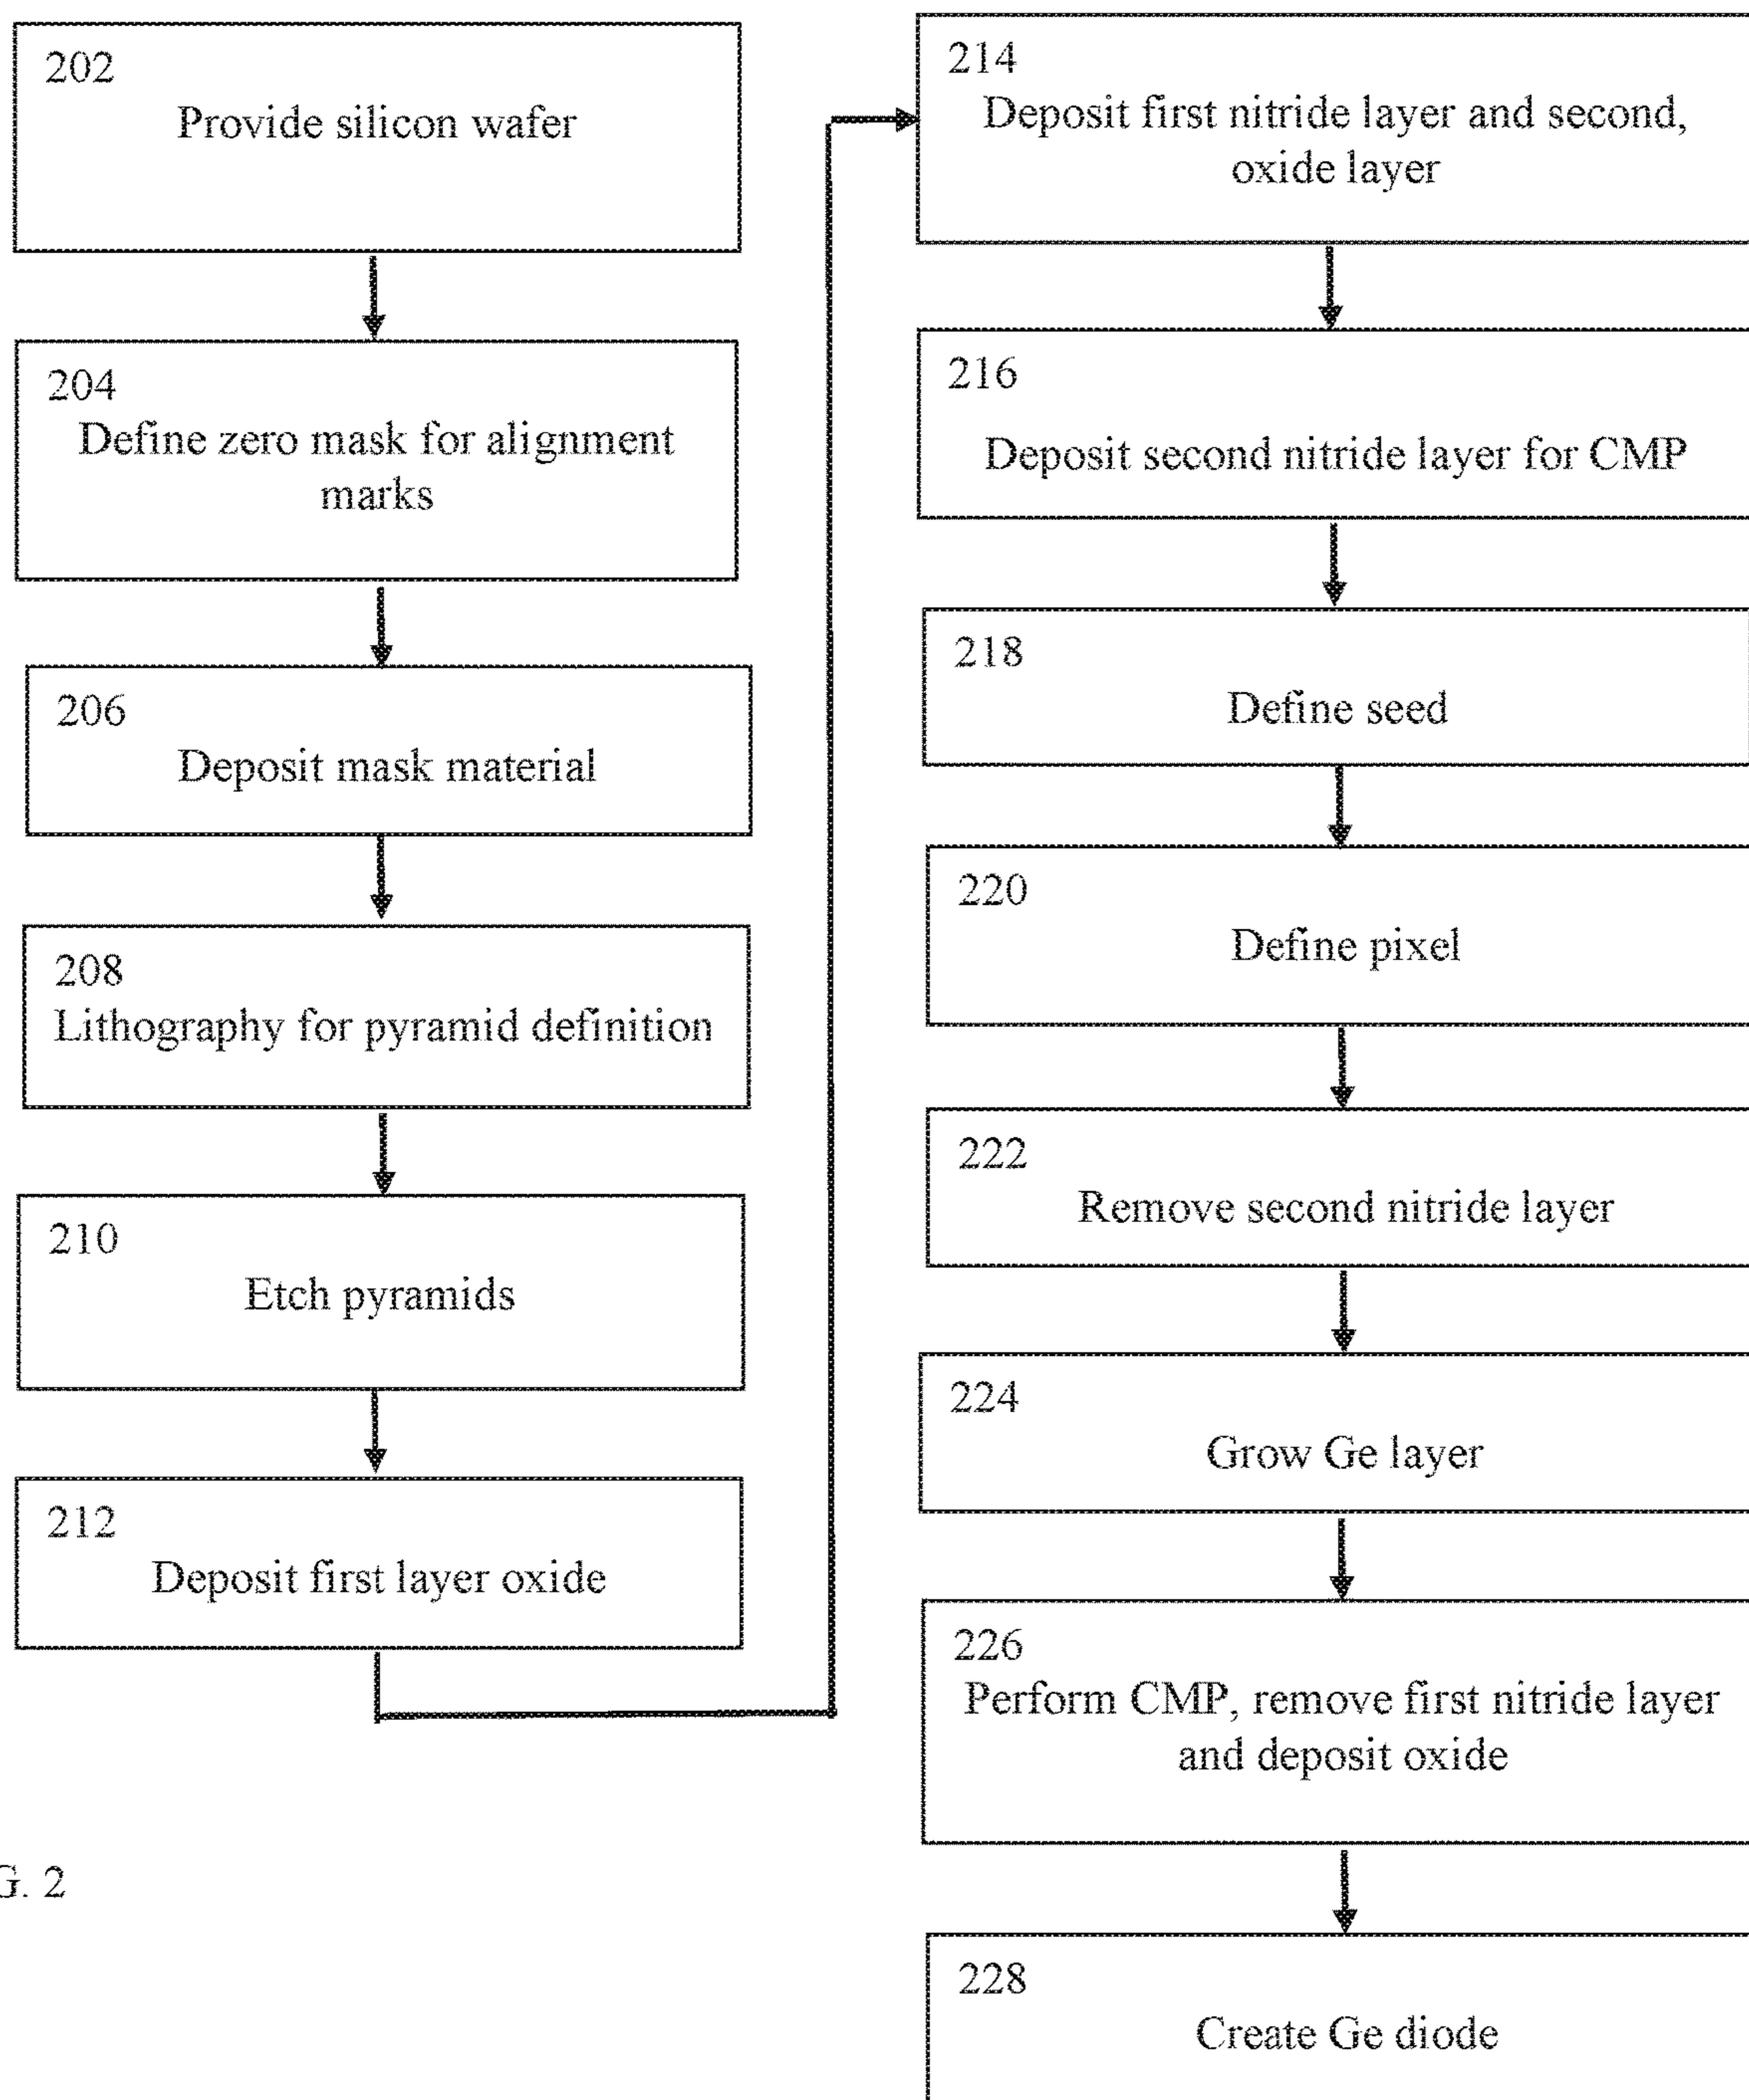 202
Provide silicon wafer
204
Define zero mask for alignment
marks
206
Deposit mask material
208
Lithography for pyramid definition
210
Etch pyramids
212
Deposit first layer oxide
214
Deposit first nitride layer and second,
oxide layer
216
Deposit second nitride layer for CMP
218
Define seed
220
Define pixel
222
Remove second nitride layer
224
Grow Ge layer
226
Perform CMP, remove first nitride layer
and deposit oxide
228
Create Ge diode
G. 2